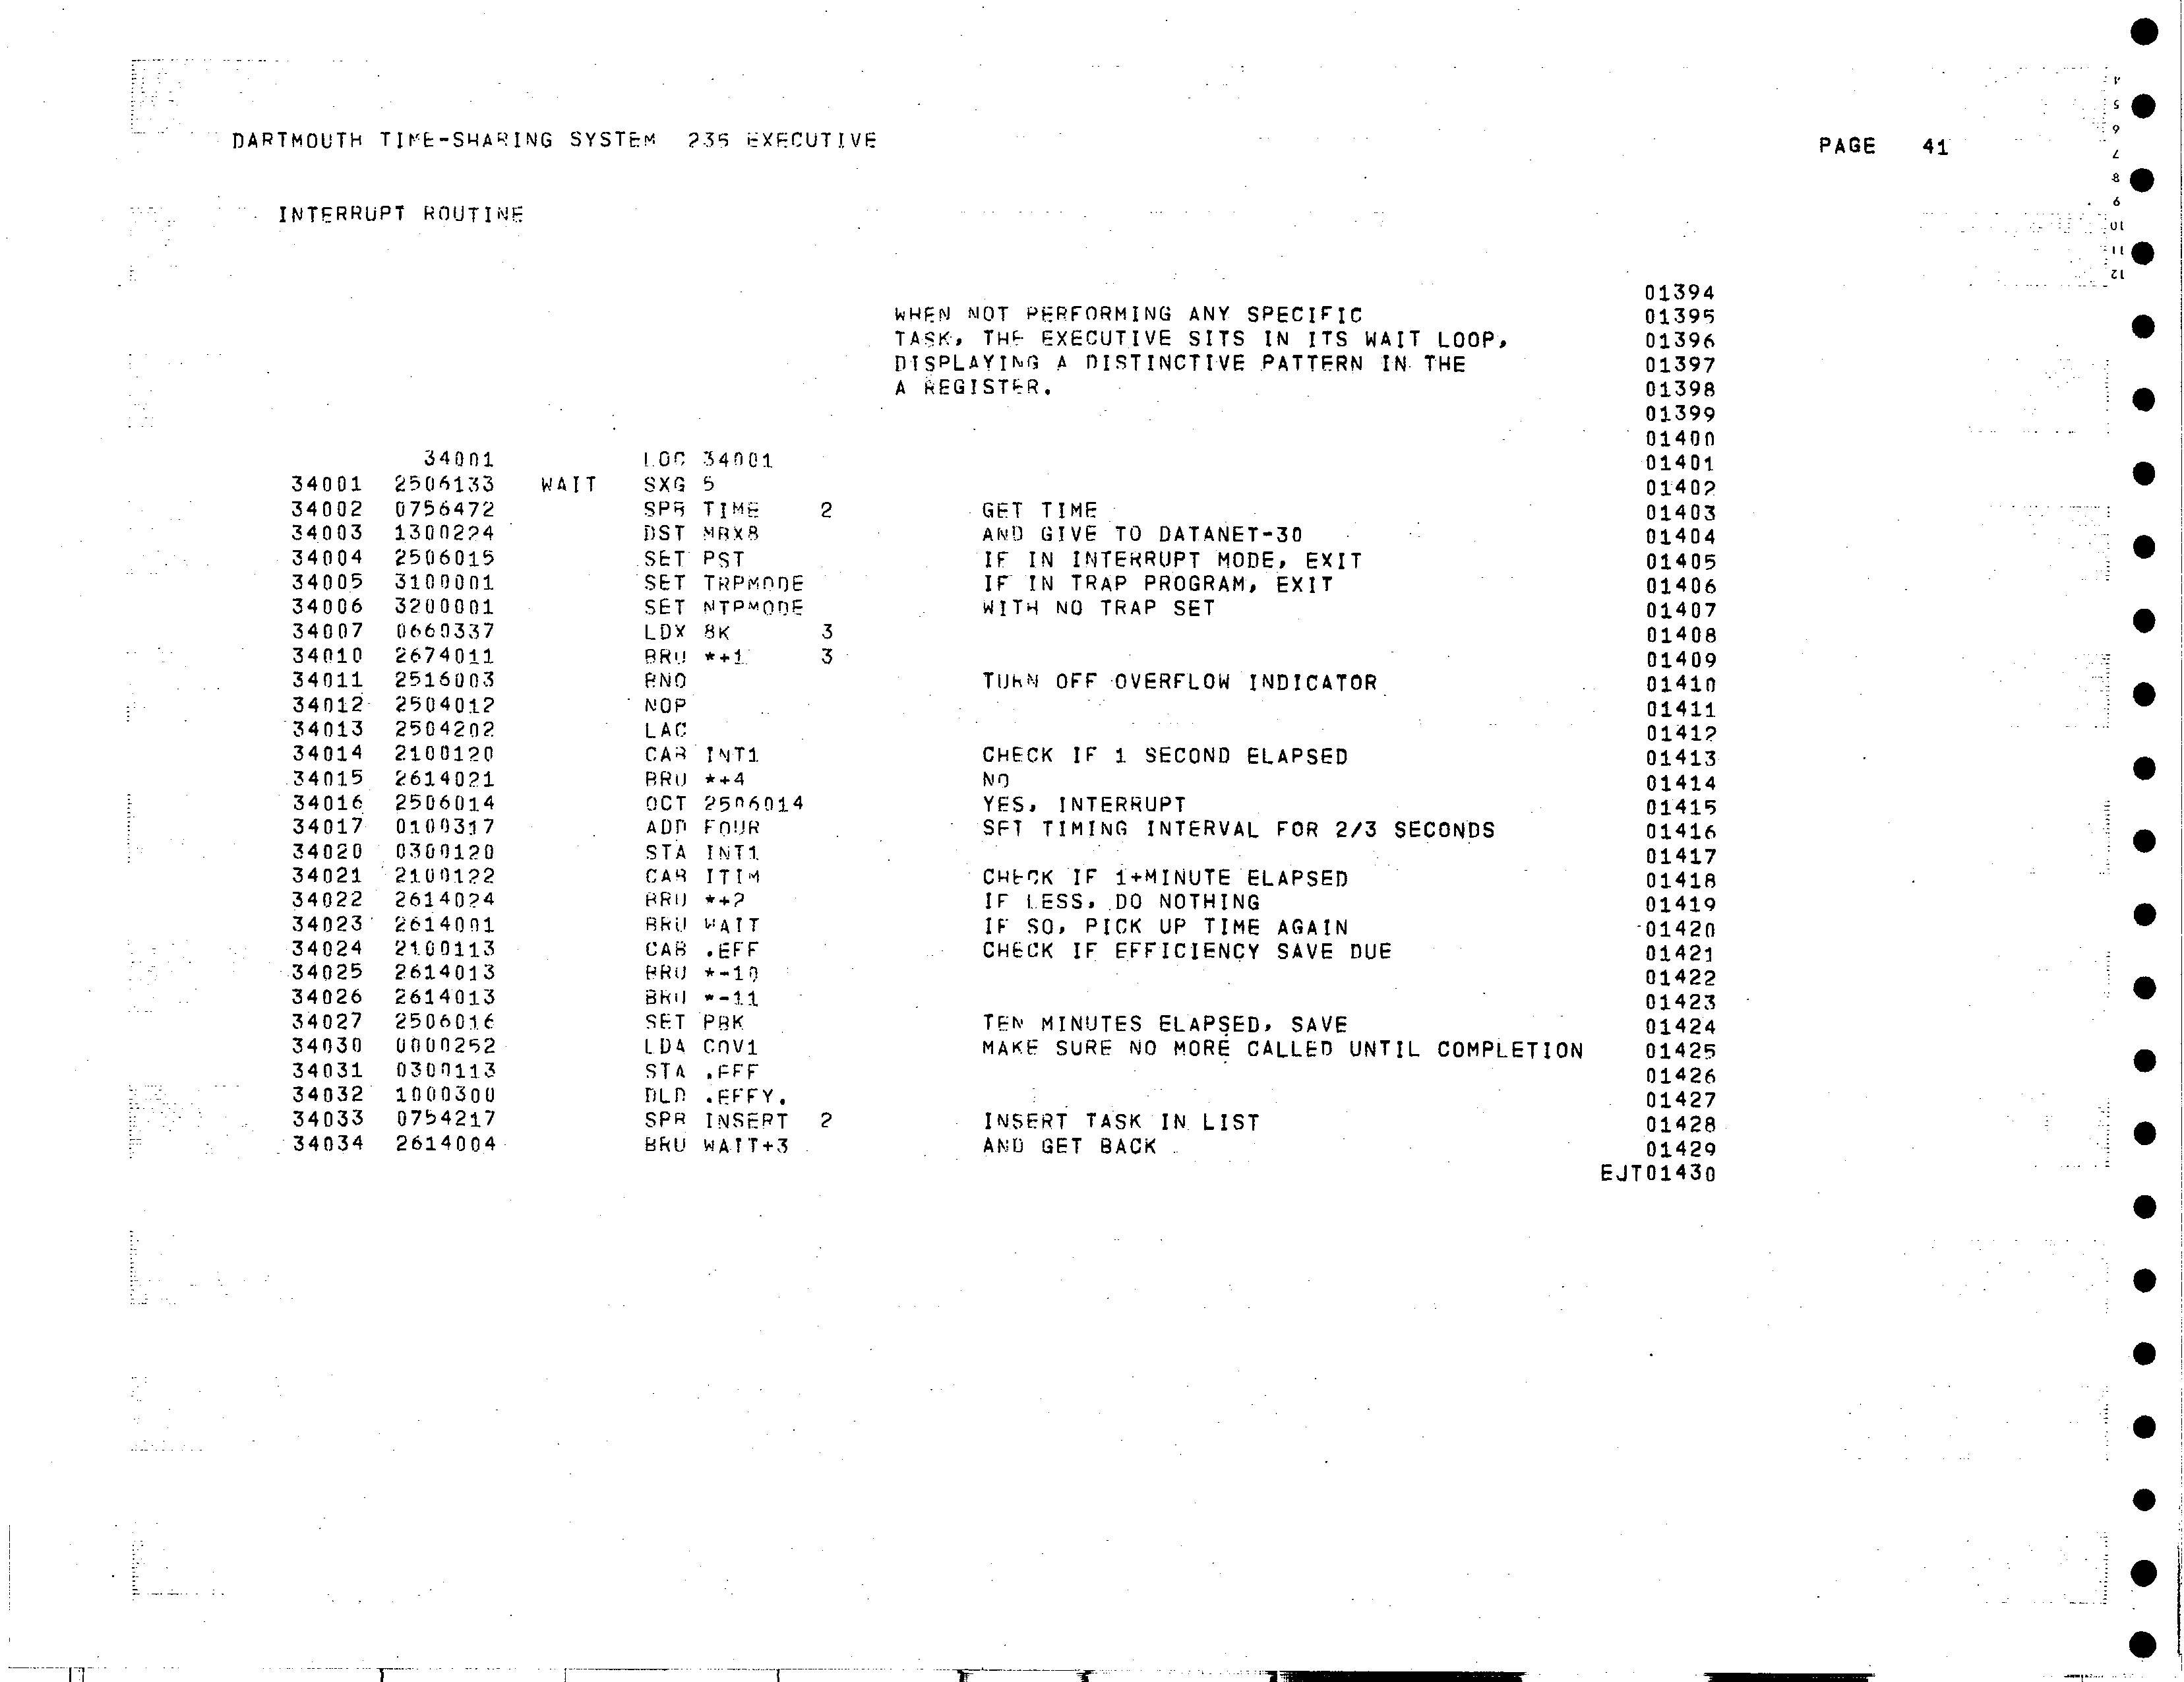 DARTMOUTH TIME-SHARING SYSTEM  235 EXECUTIVE  PAGE  41
INTERRUPT ROUTINE
01394
WHEN NOT PERFORMING ANY SPECIFIC  01395
TASK, THE EXECUTIVE SITS IN ITS WAIT LOOP,  01396
DISPLAYING A DISTINCTIVE PATTERN IN THE  01397
A REGISTER.  01398
01399
01400
34001  LOC 34001  01401
34001  2506133  WAIT  SXG 5  01402
34002  0756472  SPB TIME  2  GET TIME  01403
34003  1300224  DST MBX8  AND GIVE TO DATANET-30  01404
34004  2506015  SET PST  IF IN INTERRUPT MODE, EXIT  01405
34005  3100001  SET TRPMODE  IF IN TRAP PROGRAM, EXIT  01406
34006  3200001  SET NTPMODE  WITH NO TRAP SET  01407
34007  0660337  LDX 8K  3  01408
34010  2674011  BRU *+1  3  01409
34011  2516003  BNO  TURN OFF OVERFLOW INDICATOR  01410
34012  2504012  NOP  01411
34013  2504202  LAC  01412
34014  2100120  CAB INT1  CHECK IF 1 SECOND ELAPSED  01413
34015  2614021  BRU *+4  NO  01414
34016  2506014  OCT 2506014  YES, INTERRUPT  01415
34017  0100317  ADD FOUR  SET TIMING INTERVAL FOR 2/3 SECONDS  01416
34020  0300120  STA INT1  01417
34021  2100122  CAB ITIM  CHECK IF 1+MINUTE ELAPSED  01418
34022  2614024  BRU *+2  IF LESS, DO NOTHING  01419
34023  2614001  BRU WAIT  IF SO, PICK UP TIME AGAIN  01420
34024  2100113  CAB .EFF  CHECK IF EFFICIENCY SAVE DUE  01421
34025  2614013  BRU *-10  01422
34026  2614013  BRU *-11  01423
34027  2506016  SET PBK  TEN MINUTES ELAPSED, SAVE  01424
34030  0000252  LDA COV1  MAKE SURE NO MORE CALLED UNTIL COMPLETION  01425
34031  0300113  STA .EFF  01426
34032  1000300  DLD .EFFY.  01427
34033  0754217  SPB INSERT  2  INSERT TASK IN LIST  01428
34034  2614004  BRU WAIT+3  AND GET BACK  01429
EJT01430
4
5
6
7
8
9
10
11
12